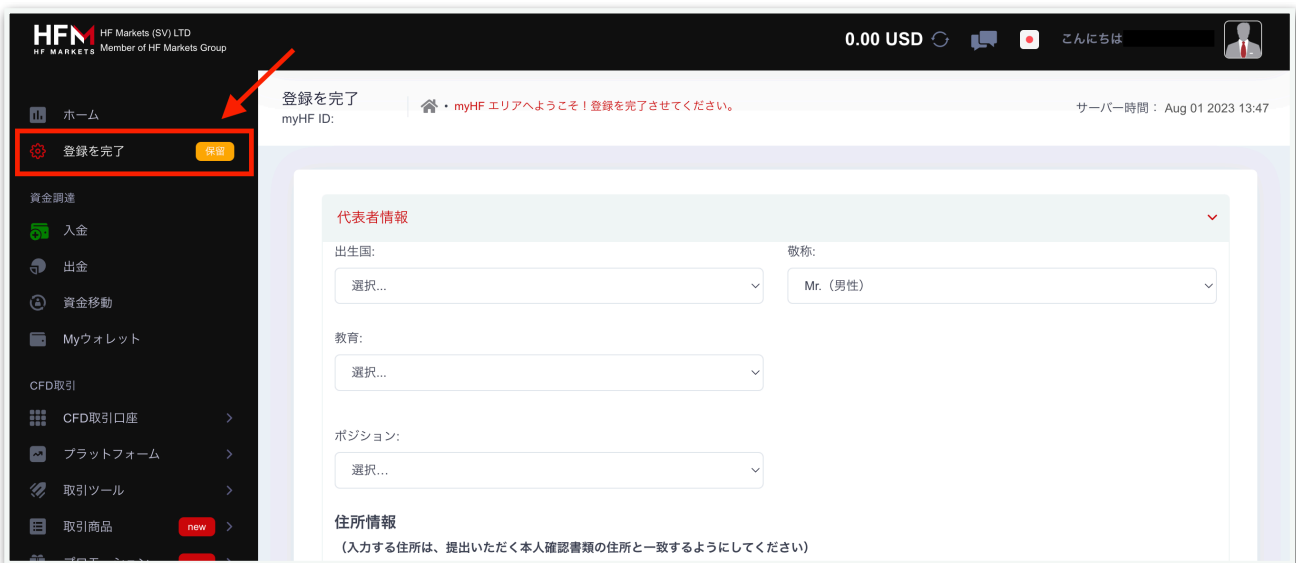 HFM
HF MARKETS
HF Markets (SV) LTD
Member of HF Markets Group
0.00 USD
こんにちは
ホーム
登録を完了
保留
資金調達
入金
出金
資金移動
Myウォレット
CFD取引
CFD取引口座
プラットフォーム
取引ツール
取引商品
new
登録を完了
myHF ID:
• myHF エリアへようこそ！登録を完了させてください。
サーバー時間： Aug 01 2023 13:47
代表者情報
出生国:
選択...
敬称:
Mr.（男性）
教育:
選択...
ポジション:
選択...
住所情報
（入力する住所は、提出いただく本人確認書類の住所と一致するようにしてください）